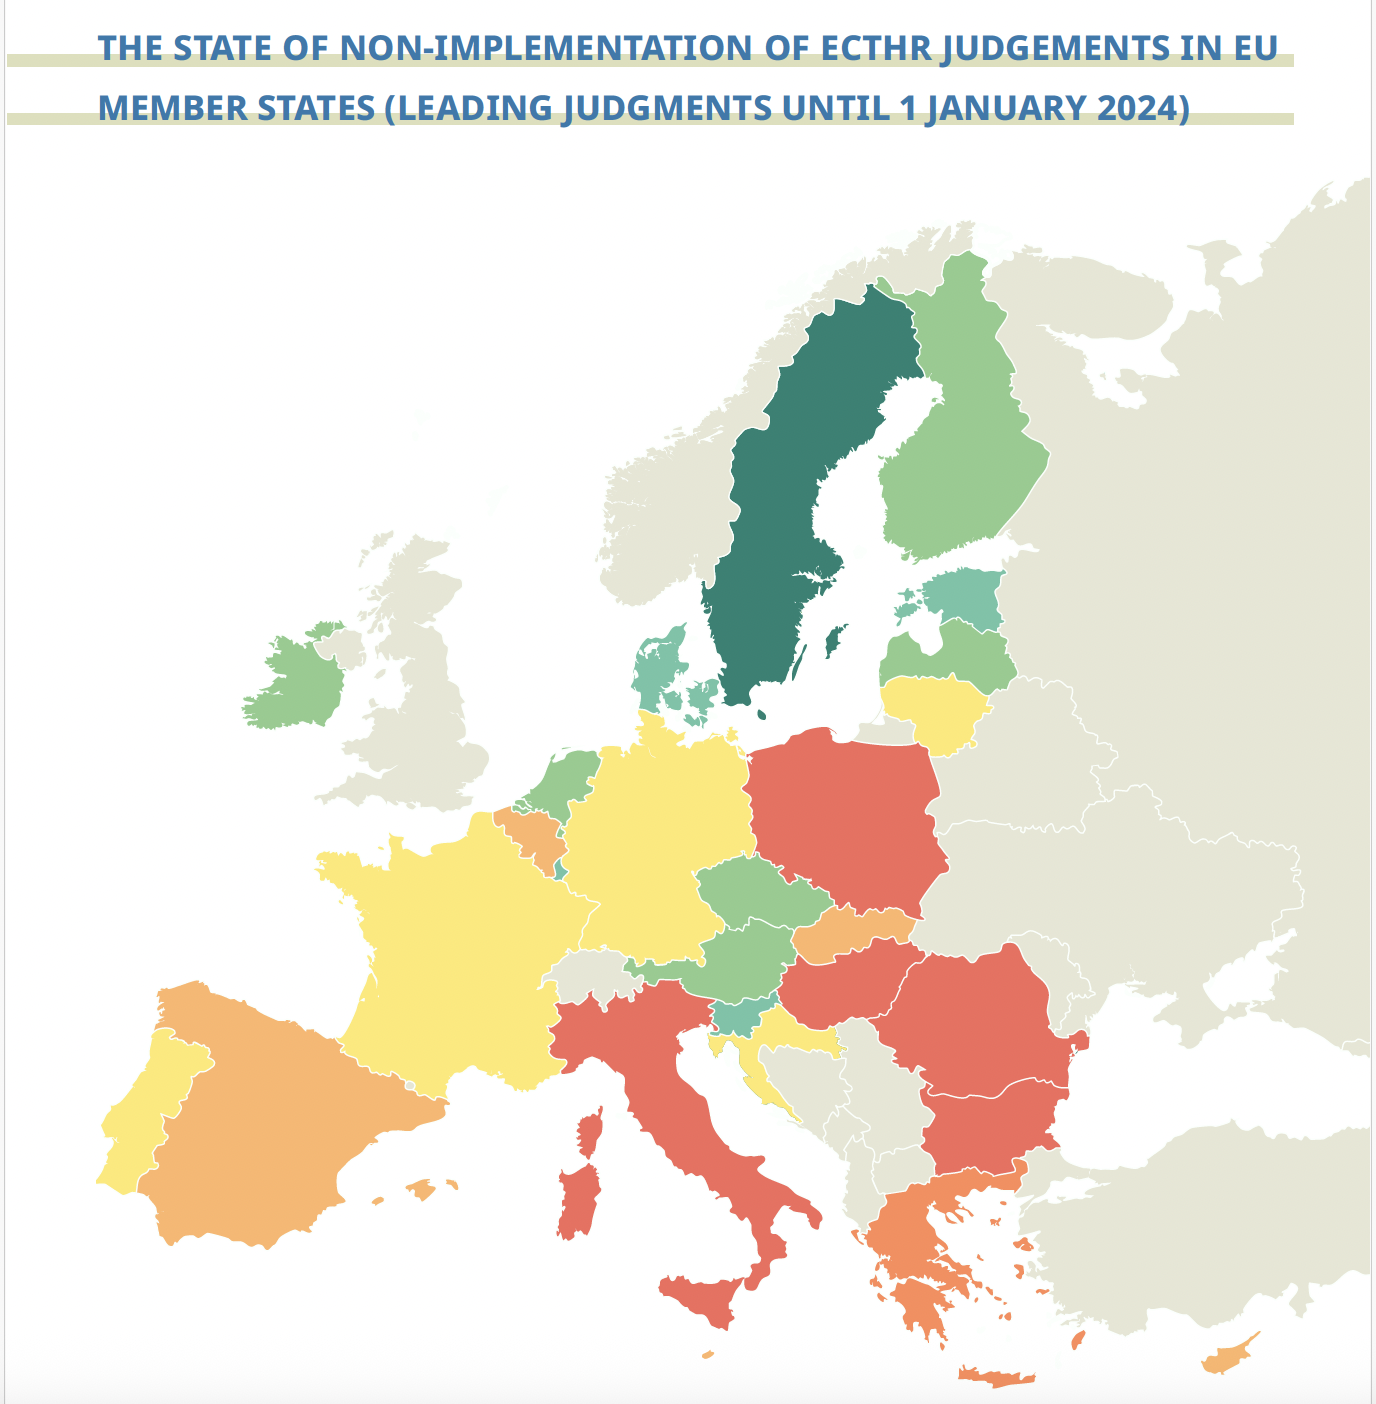 THE STATE OF NON-IMPLEMENTATION OF ECTHR JUDGEMENTS IN EU
MEMBER STATES (LEADING JUDGMENTS UNTIL 1 JANUARY 2024)